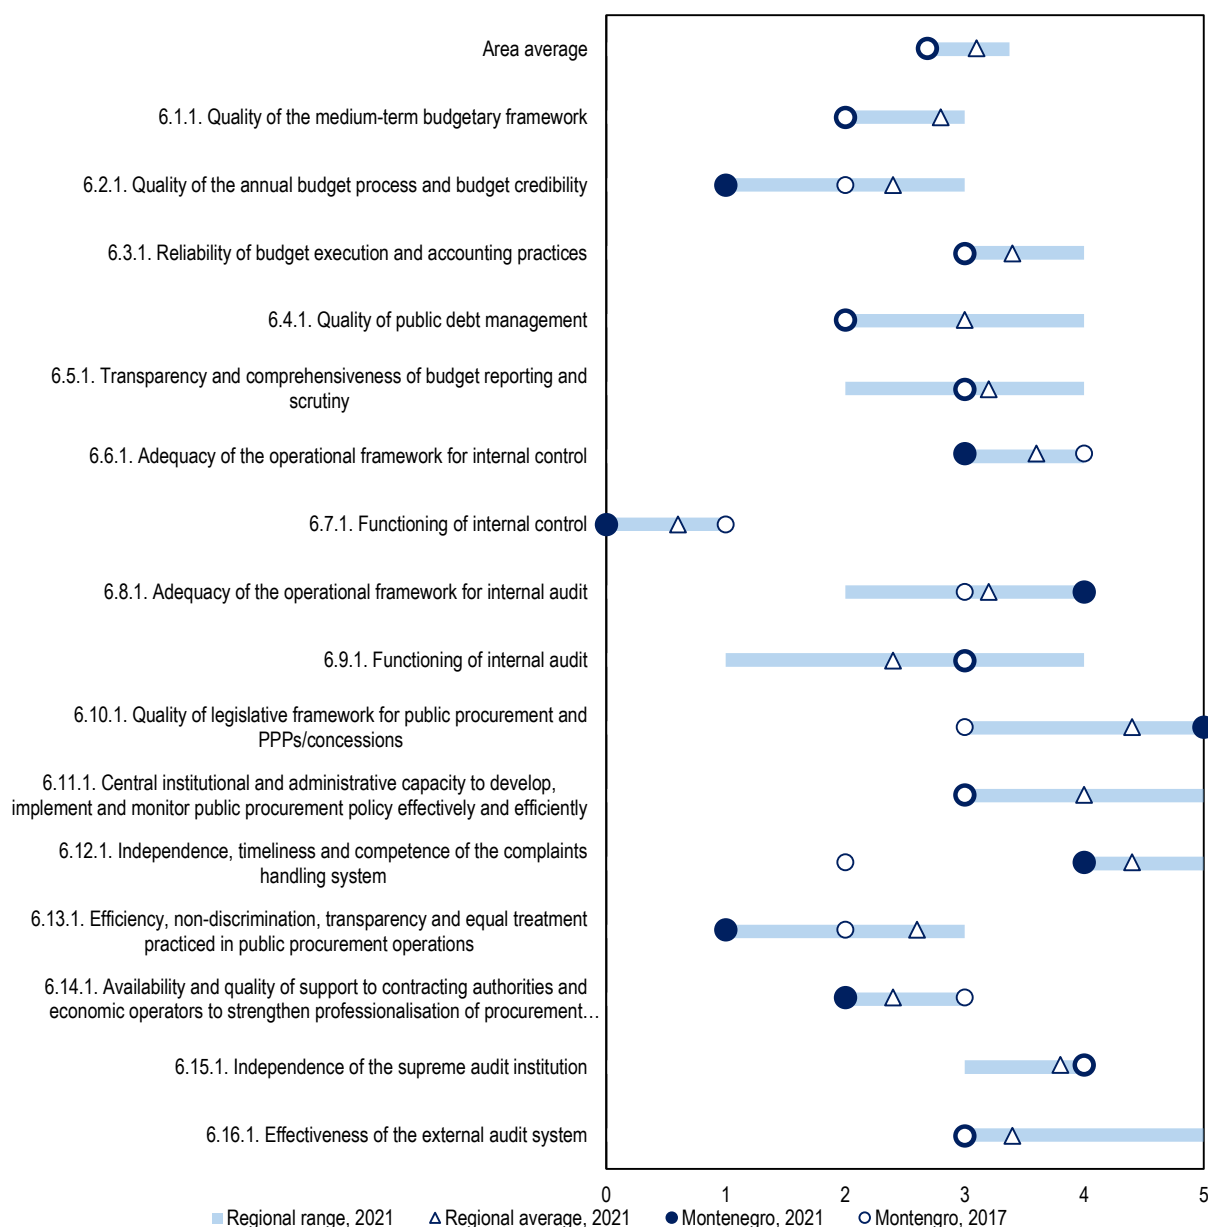 Area average
6.1.1. Quality of the medium-term budgetary framework
6.2.1. Quality of the annual budget process and budget credibility
6.3.1. Reliability of budget execution and accounting practices
6.4.1. Quality of public debt management
6.5.1. Transparency and comprehensiveness of budget reporting and
scrutiny
6.6.1. Adequacy of the operational framework for internal control
6.7.1. Functioning of internal control
6.8.1. Adequacy of the operational framework for internal audit
6.9.1. Functioning of internal audit
6.10.1. Quality of legislative framework for public procurement and
PPPs/concessions
6.11.1. Central institutional and administrative capacity to develop,
implement and monitor public procurement policy effectively and efficiently
6.12.1. Independence, timeliness and competence of the complaints
handling system
6.13.1. Efficiency, non-discrimination, transparency and equal treatment
practiced in public procurement operations
6.14.1. Availability and quality of support to contracting authorities and
economic operators to strengthen professionalisation of procurement…
6.15.1. Independence of the supreme audit institution
6.16.1. Effectiveness of the external audit system
0 1 2 3 4 5
Regional range, 2021 Regional average, 2021 Montenegro, 2021 Montenegro, 2017